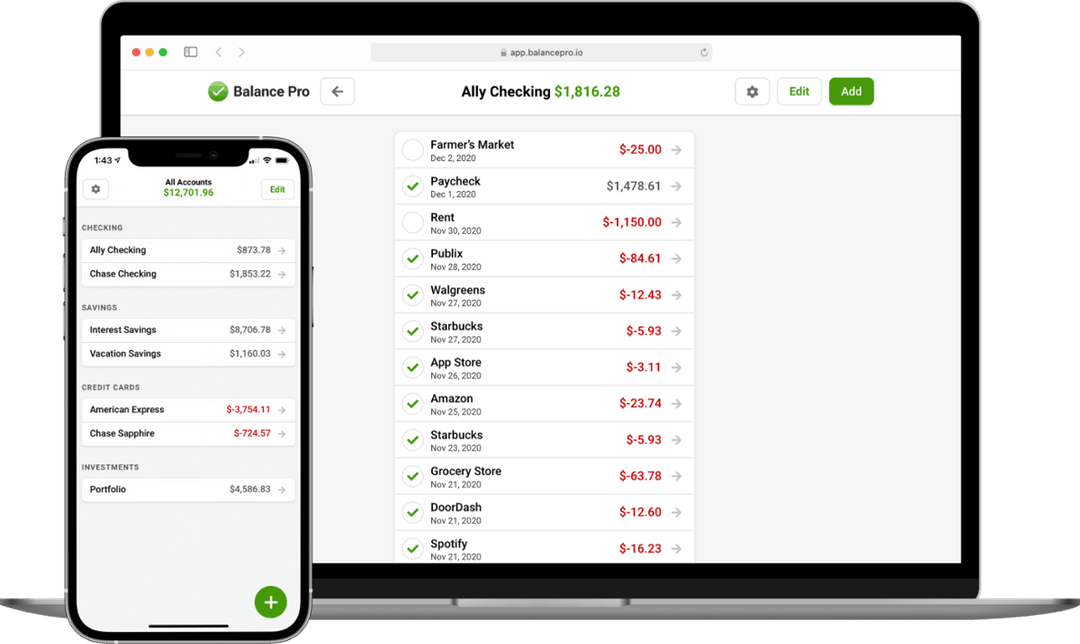 app.balancepro.io
Balance Pro
Ally Checking $1,816.28
Edit
Add
Farmer's Market
Dec 2, 2020
$-25.00
Paycheck
Dec 1, 2020
$1,478.61
Rent
Nov 30, 2020
$-1,150.00
Publix
Nov 28, 2020
$-84.61
Walgreens
Nov 27, 2020
$-12.43
Starbucks
Nov 27, 2020
$-5.93
App Store
Nov 26, 2020
$-3.11
Amazon
Nov 25, 2020
$-23.74
Starbucks
Nov 23, 2020
$-5.93
Grocery Store
Nov 21, 2020
$-63.78
DoorDash
Nov 21, 2020
$-12.60
Spotify
Nov 21, 2020
$-16.23
1:43
All Accounts
$12,701.96
Edit
CHECKING
Ally Checking $873.78
Chase Checking $1,853.22
SAVINGS
Interest Savings $8,706.78
Vacation Savings $1,160.03
CREDIT CARDS
American Express $-3,754.11
Chase Sapphire $-724.57
INVESTMENTS
Portfolio $4,586.83